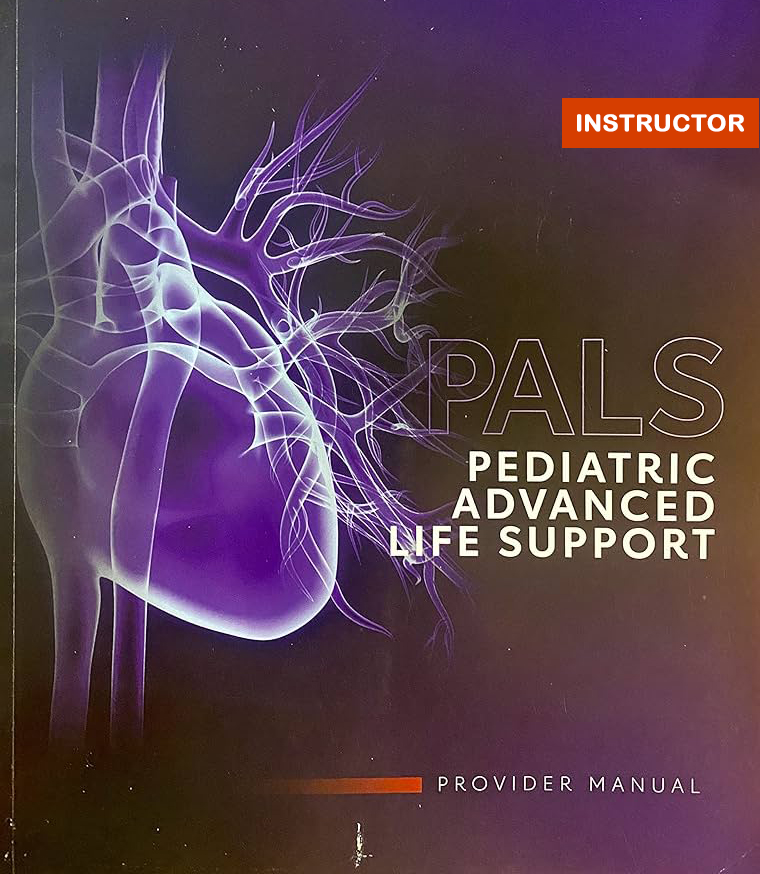 INSTRUCTOR
PALS
PEDIATRIC
ADVANCED
LIFE SUPPORT
PROVIDER MANUAL